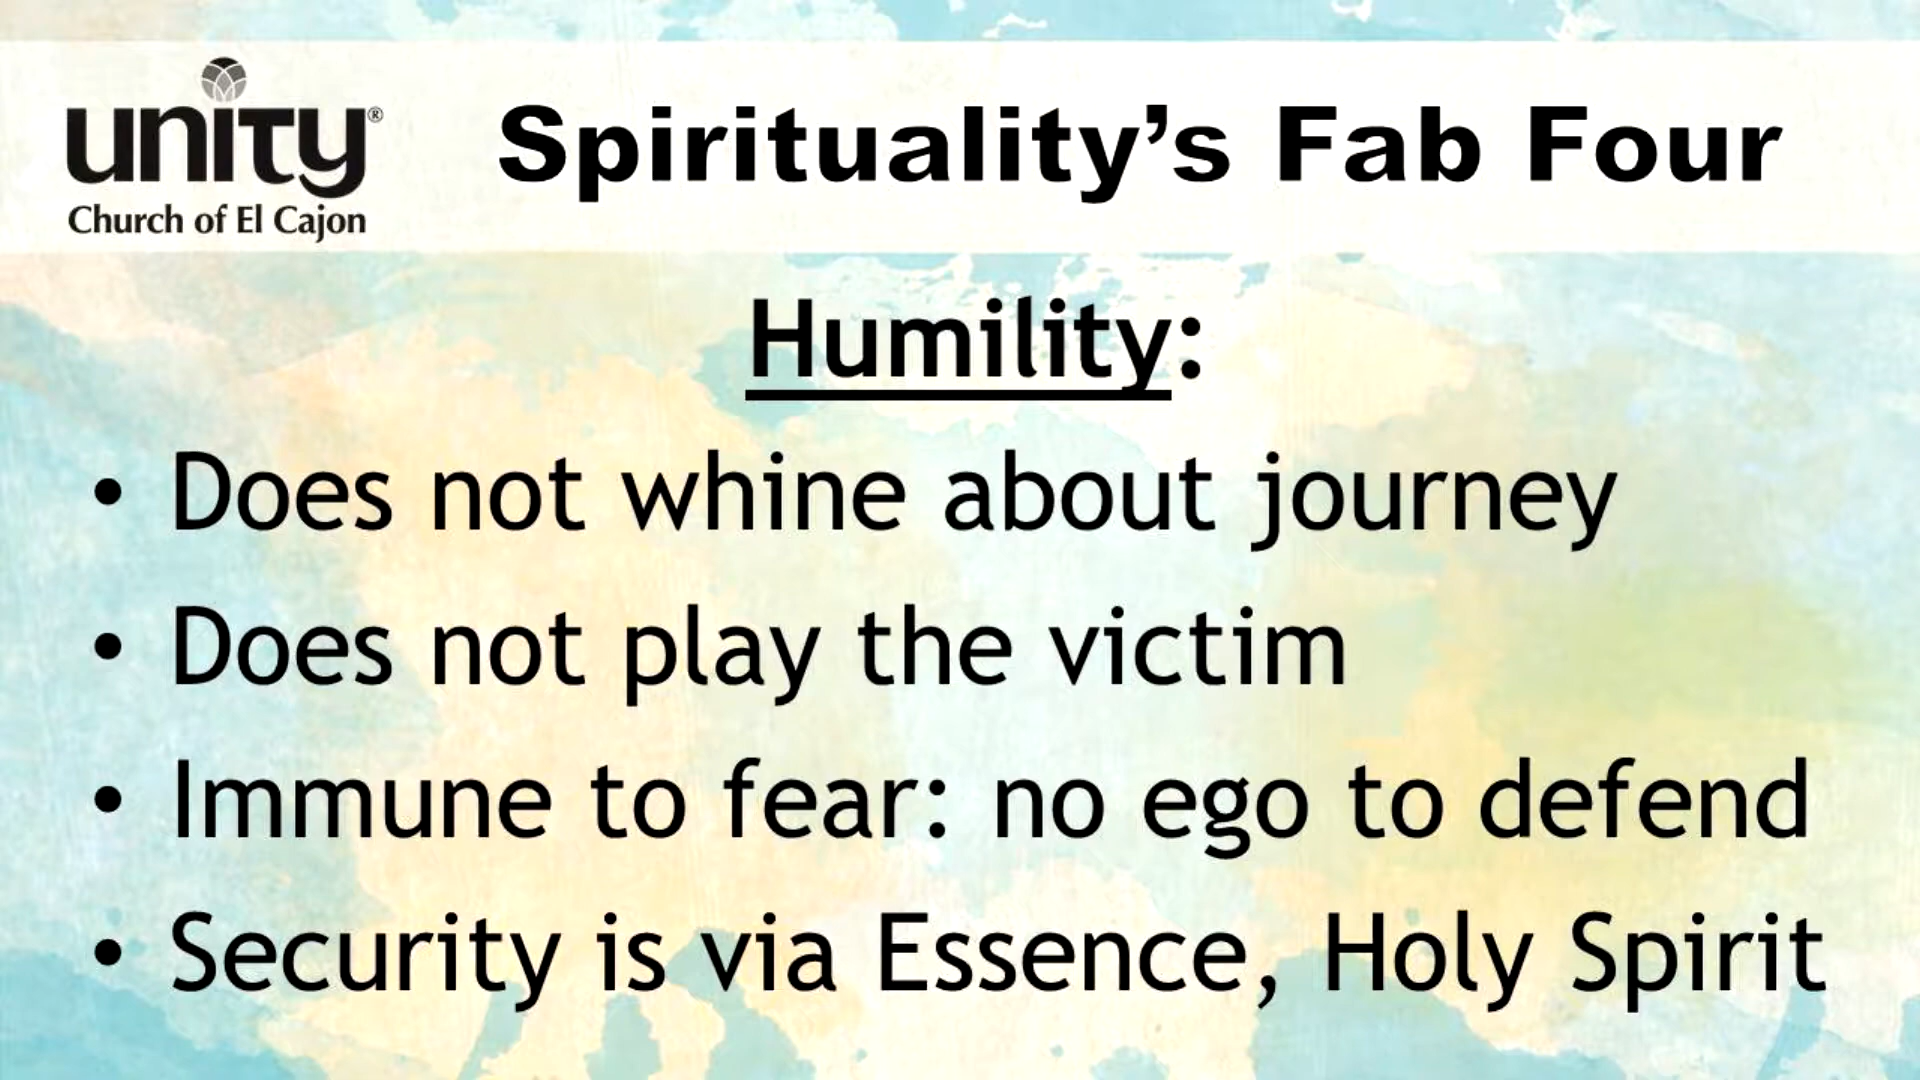 unity®
Church of El Cajon
Spirituality’s Fab Four
Humility:
• Does not whine about journey
• Does not play the victim
• Immune to fear: no ego to defend
• Security is via Essence, Holy Spirit